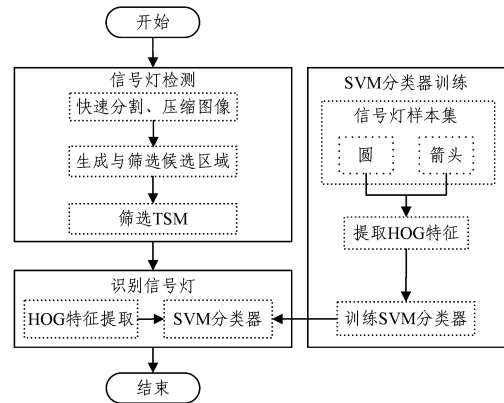 开始
信号灯检测
快速分割、压缩图像
生成与筛选候选区域
筛选TSM
识别信号灯
HOG特征提取
SVM分类器
结束
SVM分类器训练
信号灯样本集
圆
箭头
提取HOG特征
训练SVM分类器